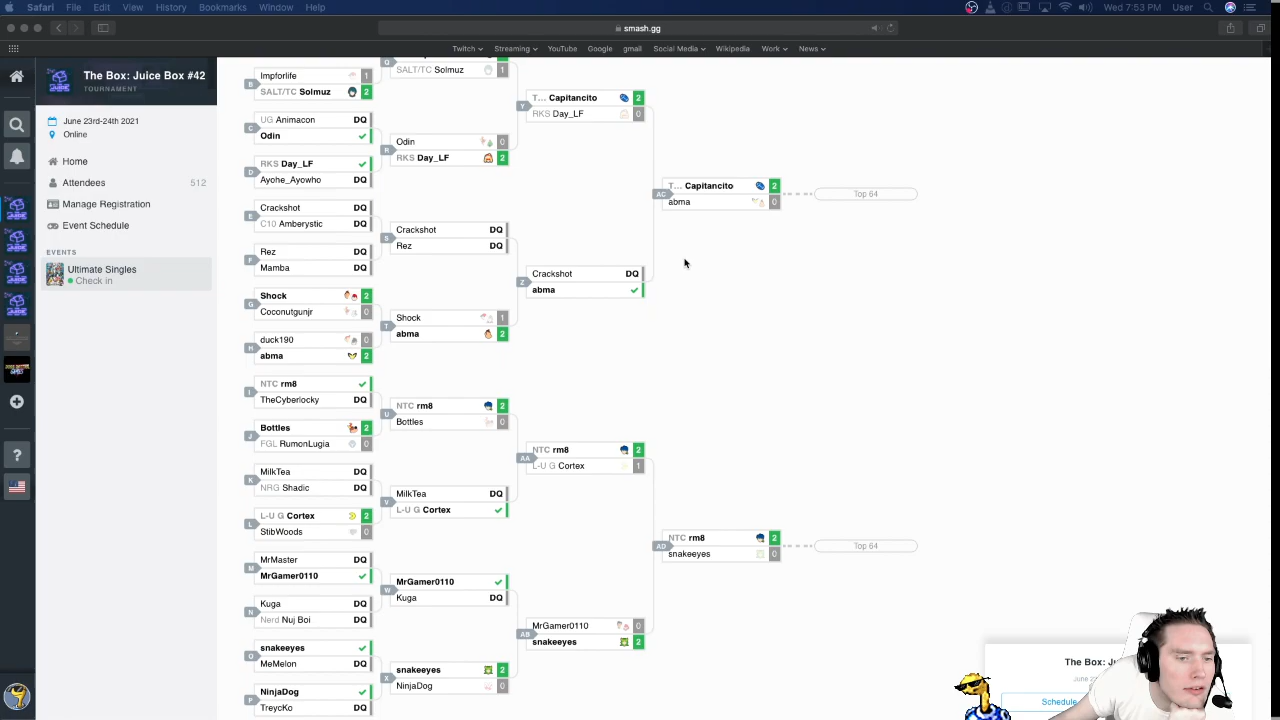 Safari File Edit View History Bookmarks Window Help
Wed 7:53 PM User
smash.gg
Twitch Streaming YouTube Google gmail Social Media Wikipedia Work News
The Box: Juice Box #42
TOURNAMENT
June 23rd-24th 2021
Online
Home
Attendees 512
Manage Registration
Event Schedule
EVENTS
Ultimate Singles
Check in
B
Impforlife 1
SALT/TC Solmuz 2
C
UG Animacon DQ
Odin
D
RKS Day_LF
Ayohe_Ayowho DQ
E
Crackshot DQ
C10 Amberystic DQ
F
Rez DQ
Mamba DQ
G
Shock 2
Coconutgunjr 0
H
duck190 0
abma 2
I
NTC rm8
TheCyberlocky DQ
J
Bottles 2
FGL RumonLugia 0
K
MilkTea DQ
NRG Shadic DQ
L
L-U G Cortex 2
StibWoods 0
M
MrMaster DQ
MrGamer0110
N
Kuga DQ
Nerd Nuj Boi DQ
O
snakeeyes
MeMelon DQ
P
NinjaDog
TreycKo DQ
Q
SALT/TC Solmuz 1
R
Odin 0
RKS Day_LF 2
S
Crackshot DQ
Rez DQ
T
Shock 1
abma 2
U
NTC rm8 2
Bottles 0
V
MilkTea DQ
L-U G Cortex
W
MrGamer0110
Kuga DQ
X
snakeeyes 2
NinjaDog 0
Y
T... Capitancito 2
RKS Day_LF 0
Z
Crackshot DQ
abma
AA
NTC rm8 2
L-U G Cortex 1
AB
MrGamer0110 0
snakeeyes 2
AC
T... Capitancito 2
abma 0
Top 64
AD
NTC rm8 2
snakeeyes 0
Top 64
The Box: Ju
June 2
Schedule